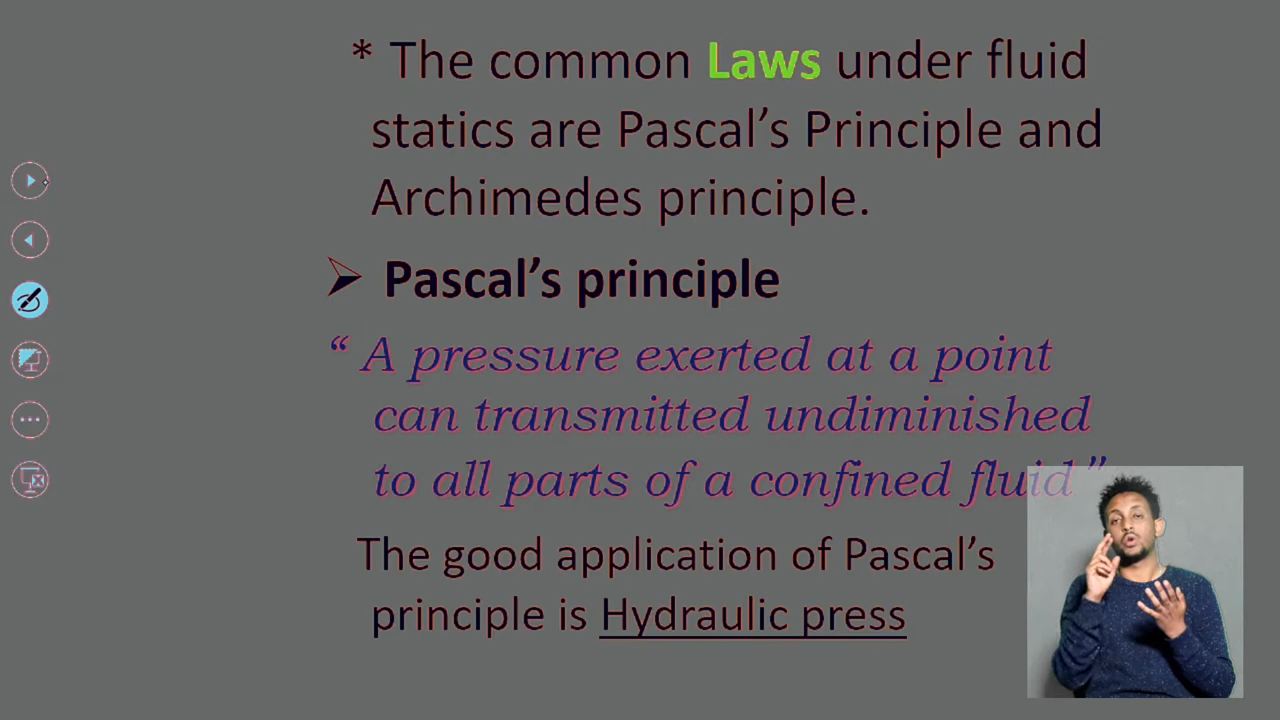 * The common Laws under fluid
statics are Pascal’s Principle and
Archimedes principle.
➢ Pascal’s principle
“ A pressure exerted at a point
can transmitted undiminished
to all parts of a confined fluid”
The good application of Pascal’s
principle is Hydraulic press